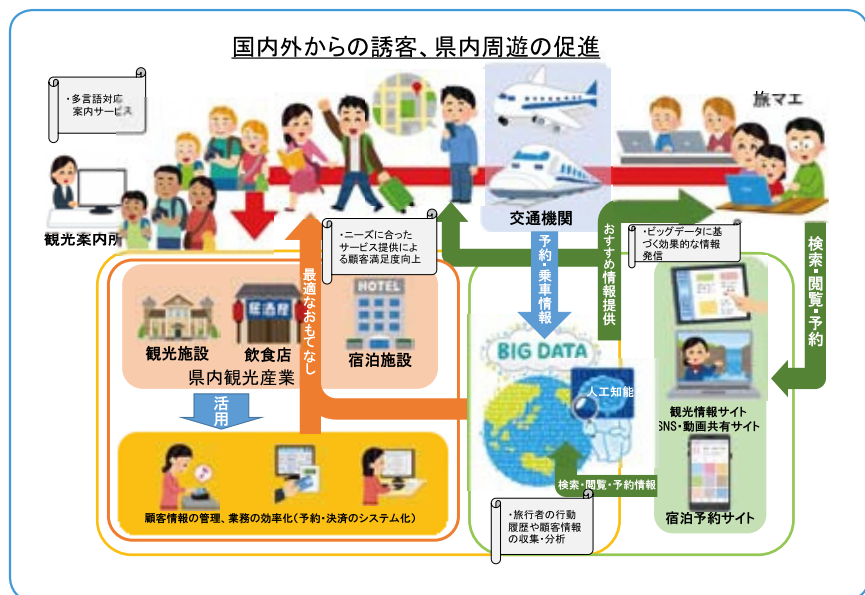 国内外からの誘客、県内周遊の促進
・多言語対応
案内サービス
旅マエ
観光案内所
交通機関
・ニーズに合った
サービス提供によ
る顧客満足度向上
・ビッグデータに基
づく効果的な情報
発信
予約・乗車情報
おすすめ情報提供
検索・閲覧・予約
最適なおもてなし
居酒屋
HOTEL
観光施設
飲食店
宿泊施設
県内観光産業
活用
BIG DATA
人工知能
観光情報サイト
SNS・動画共有サイト
検索・閲覧・予約情報
宿泊予約サイト
顧客情報の管理、業務の効率化(予約・決済のシステム化)
・旅行者の行動
履歴や顧客情報
の収集・分析